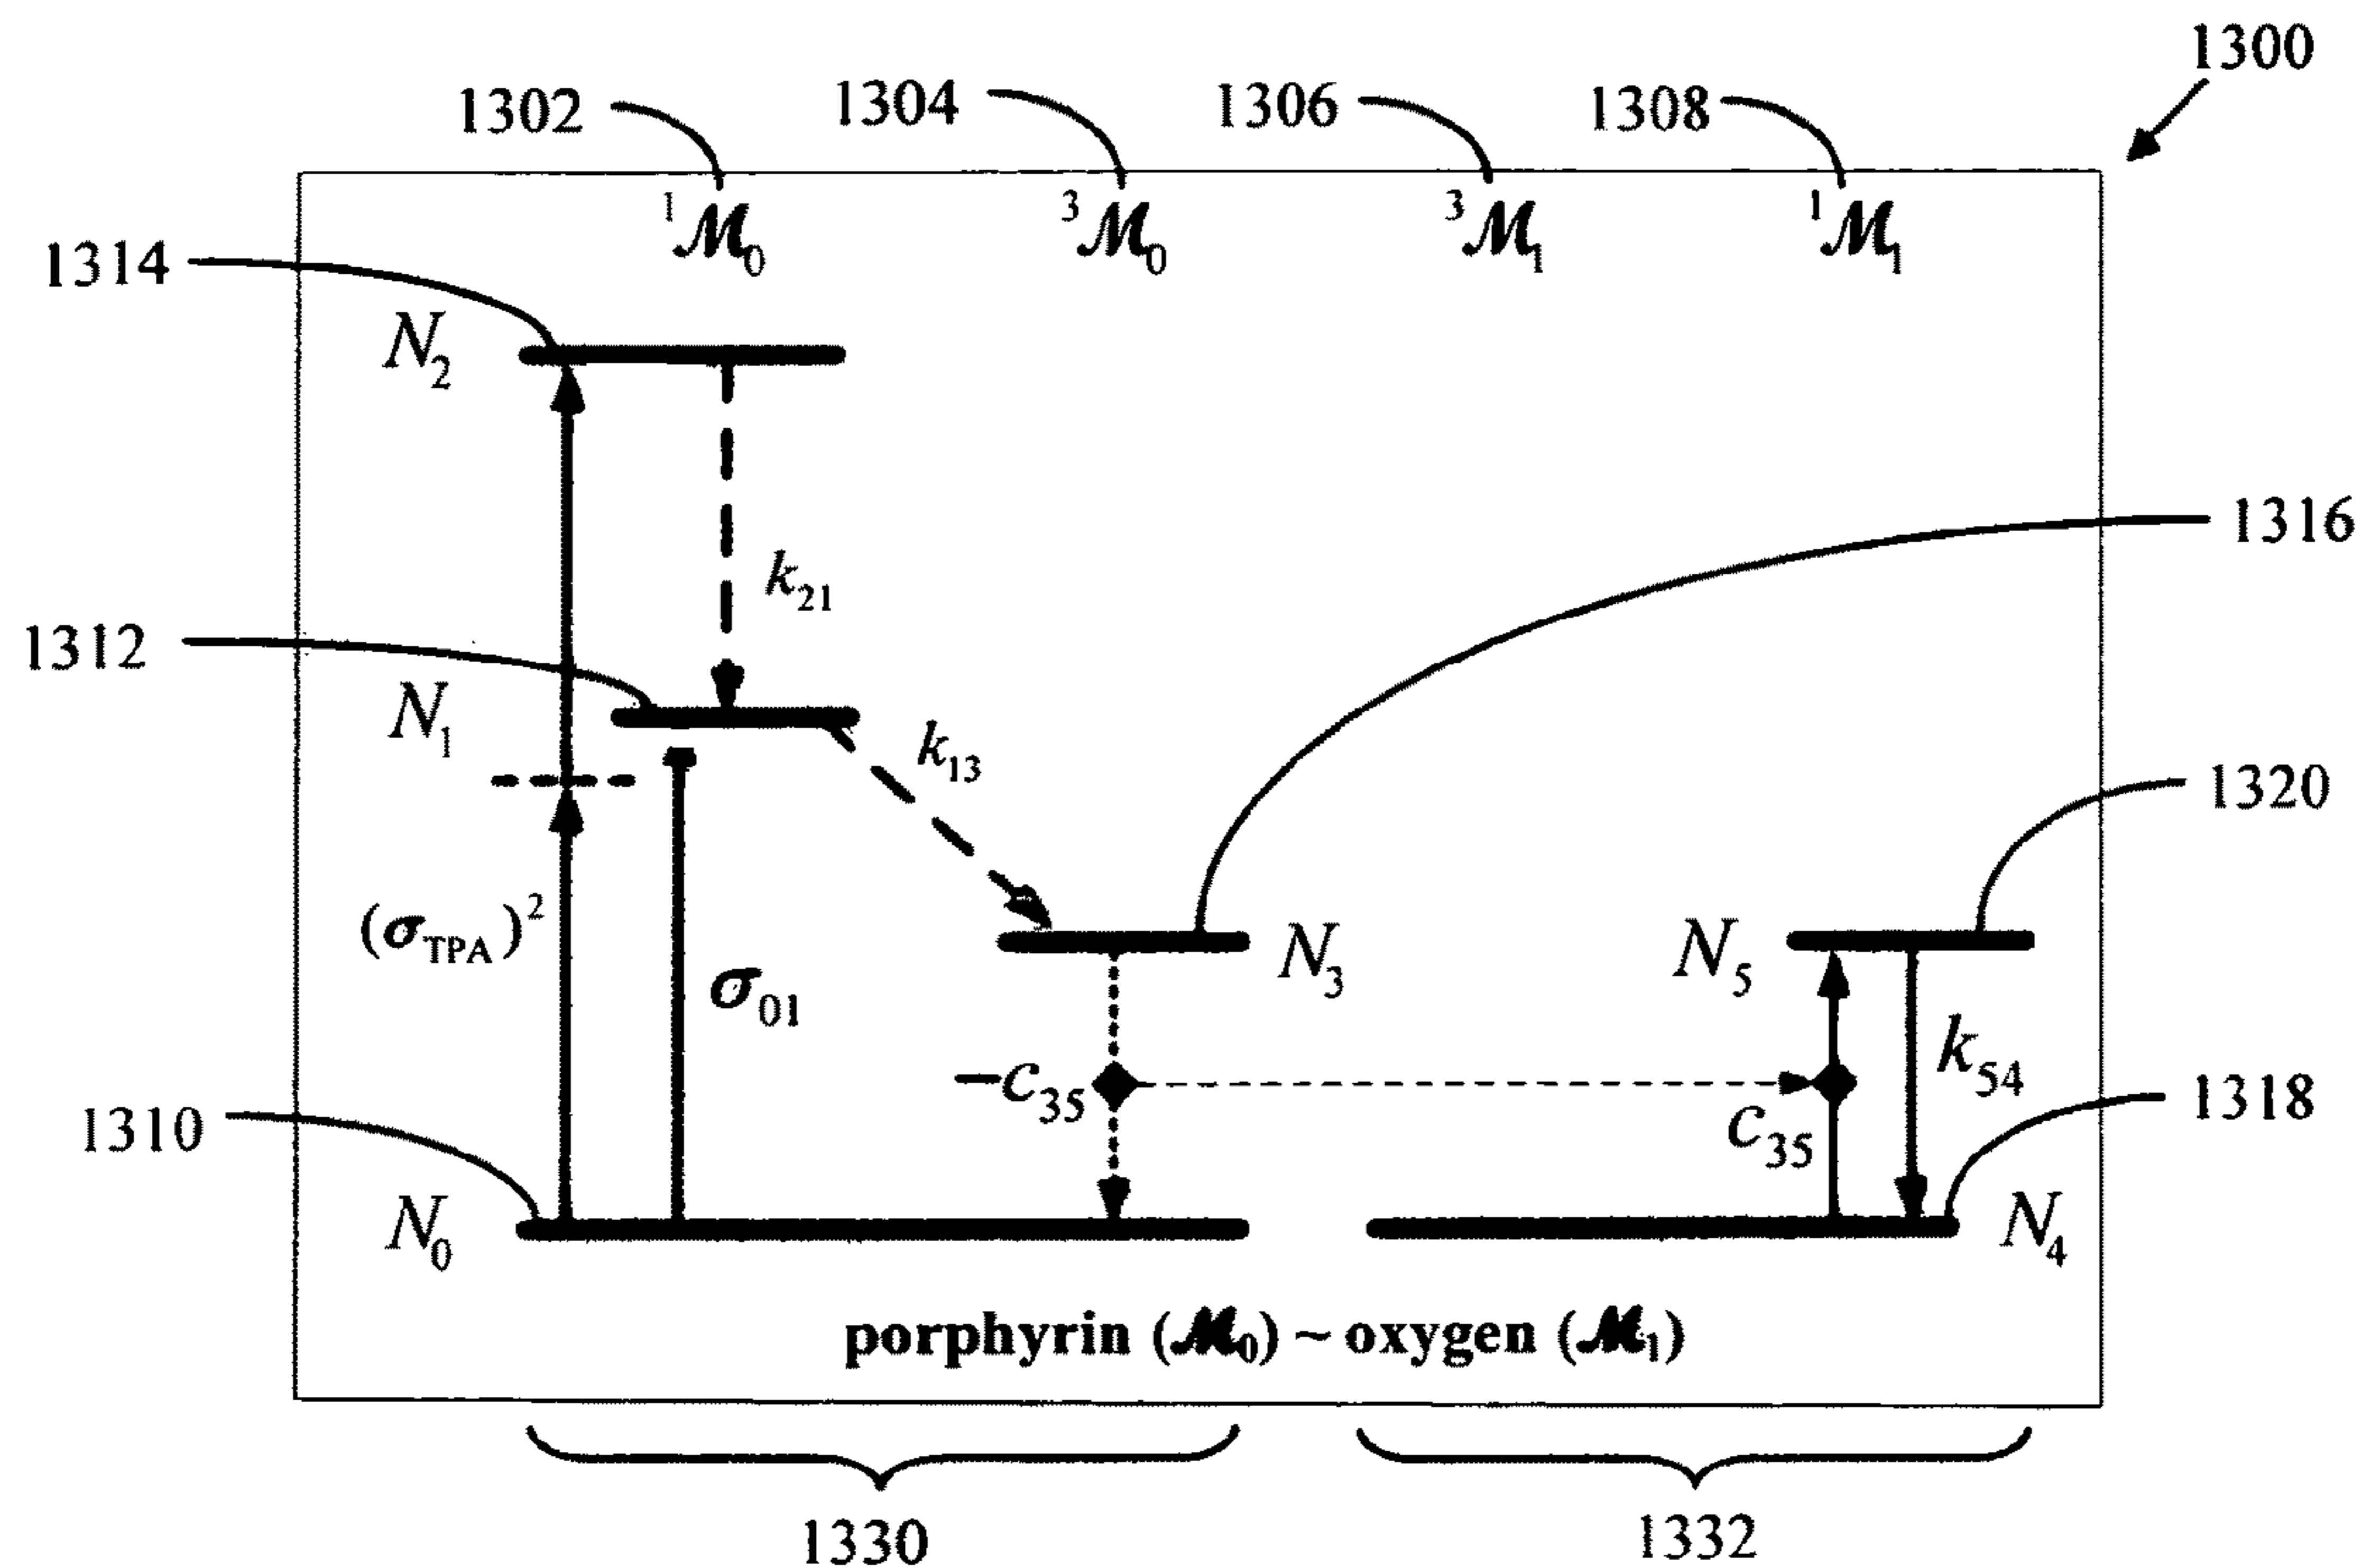 1300
1302 1304 1306 1308
¹ℳ₀ ³ℳ₀ ³ℳ₁ ¹ℳ₁
1314
N₂
1316
k₂₁
1312
N₁
k₁₃
1320
(σ_TPA)²
σ₀₁
N₃
N₅
k₅₄
−c₃₅
c₃₅
1318
1310
N₀
N₄
porphyrin (ℳ₀) ~ oxygen (ℳ₁)
1330 1332